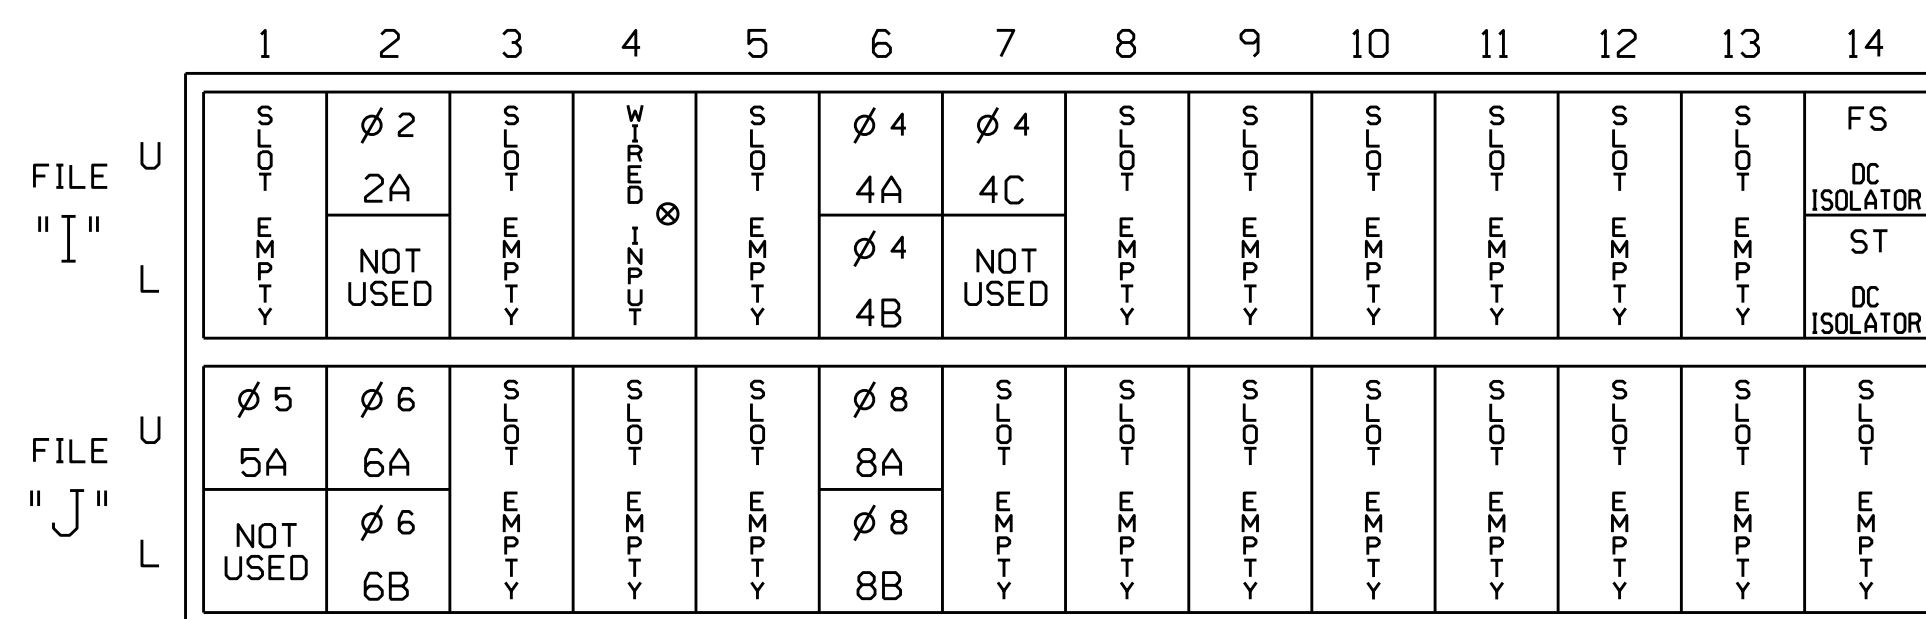 1 2 3 4 5 6 7 8 9 10 11 12 13 14
FILE "I"
U
L
SLOT EMPTY
Ø 2
2A
NOT
USED
SLOT EMPTY
WIRED INPUT
SLOT EMPTY
Ø 4
4A
Ø 4
4B
Ø 4
4C
NOT
USED
SLOT EMPTY
SLOT EMPTY
SLOT EMPTY
SLOT EMPTY
SLOT EMPTY
SLOT EMPTY
FS
DC
ISOLATOR
ST
DC
ISOLATOR
FILE "J"
U
L
Ø 5
5A
NOT
USED
Ø 6
6A
Ø 6
6B
SLOT EMPTY
SLOT EMPTY
SLOT EMPTY
Ø 8
8A
Ø 8
8B
SLOT EMPTY
SLOT EMPTY
SLOT EMPTY
SLOT EMPTY
SLOT EMPTY
SLOT EMPTY
SLOT EMPTY
SLOT EMPTY